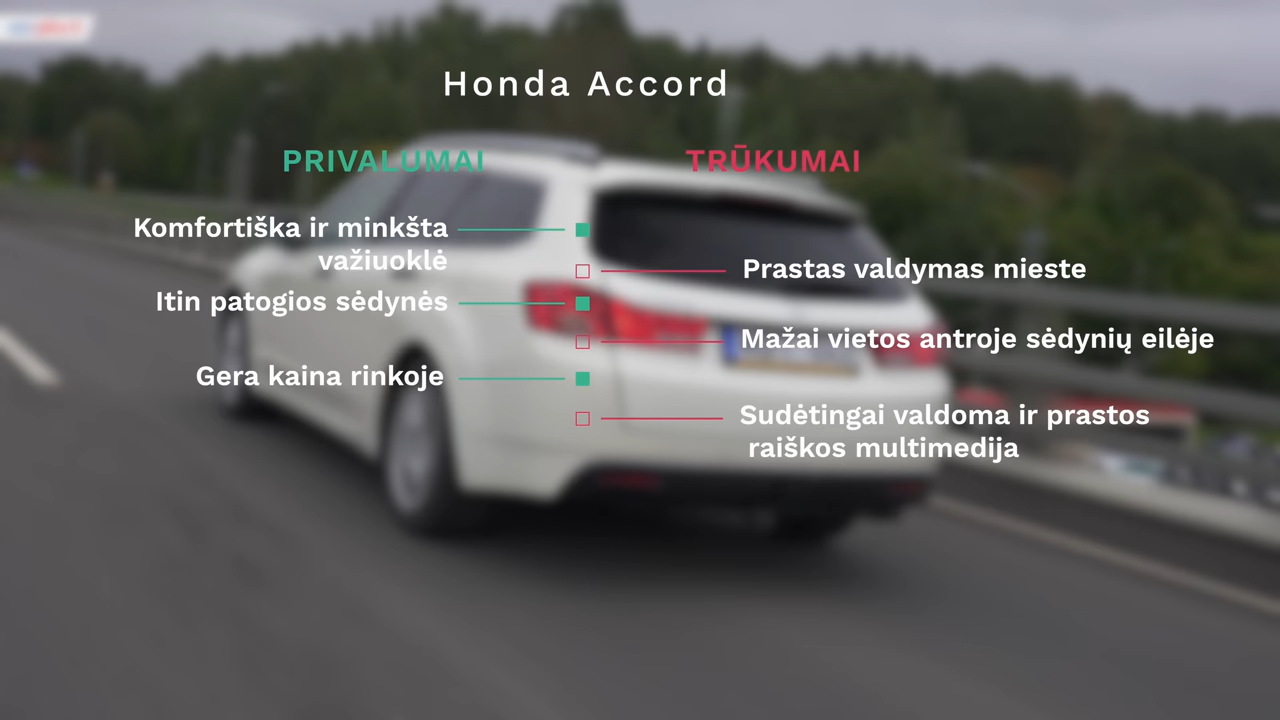 Honda Accord
PRIVALUMAI
Komfortiška ir minkšta
važiuoklė
Itin patogios sėdynės
Gera kaina rinkoje
TRŪKUMAI
Prastas valdymas mieste
Mažai vietos antroje sėdynių eilėje
Sudėtingai valdoma ir prastos
raiškos multimedija